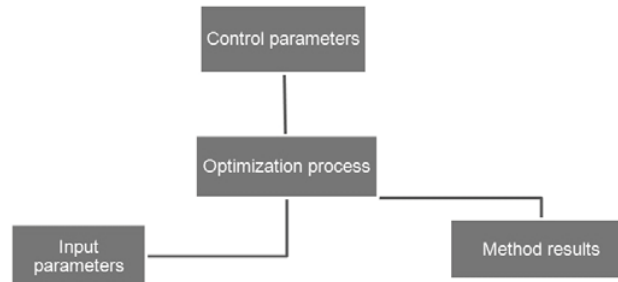 Control parameters
Optimization process
Input
parameters
Method results